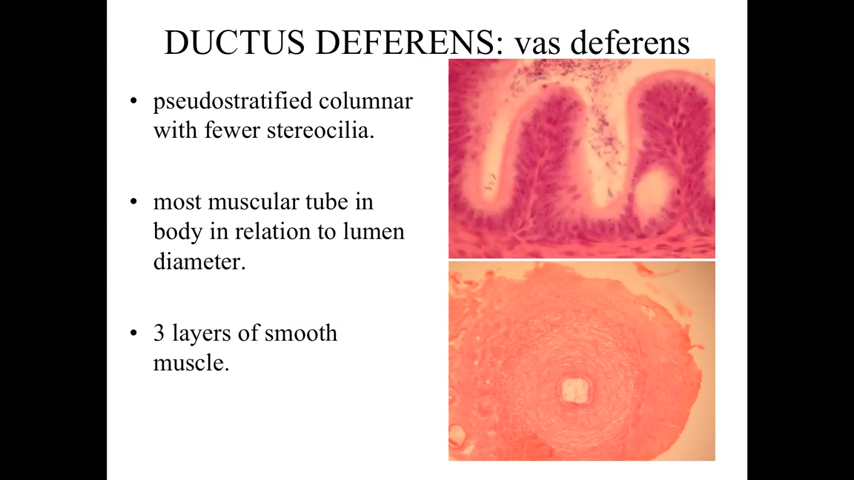 DUCTUS DEFERENS: vas deferens
• pseudostratified columnar
with fewer stereocilia.
• most muscular tube in
body in relation to lumen
diameter.
• 3 layers of smooth
muscle.